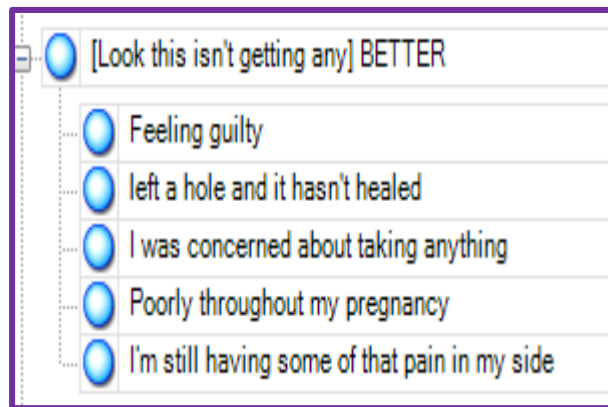 [Look this isn't getting any] BETTER
Feeling guilty
left a hole and it hasn't healed
I was concerned about taking anything
Poorly throughout my pregnancy
I'm still having some of that pain in my side